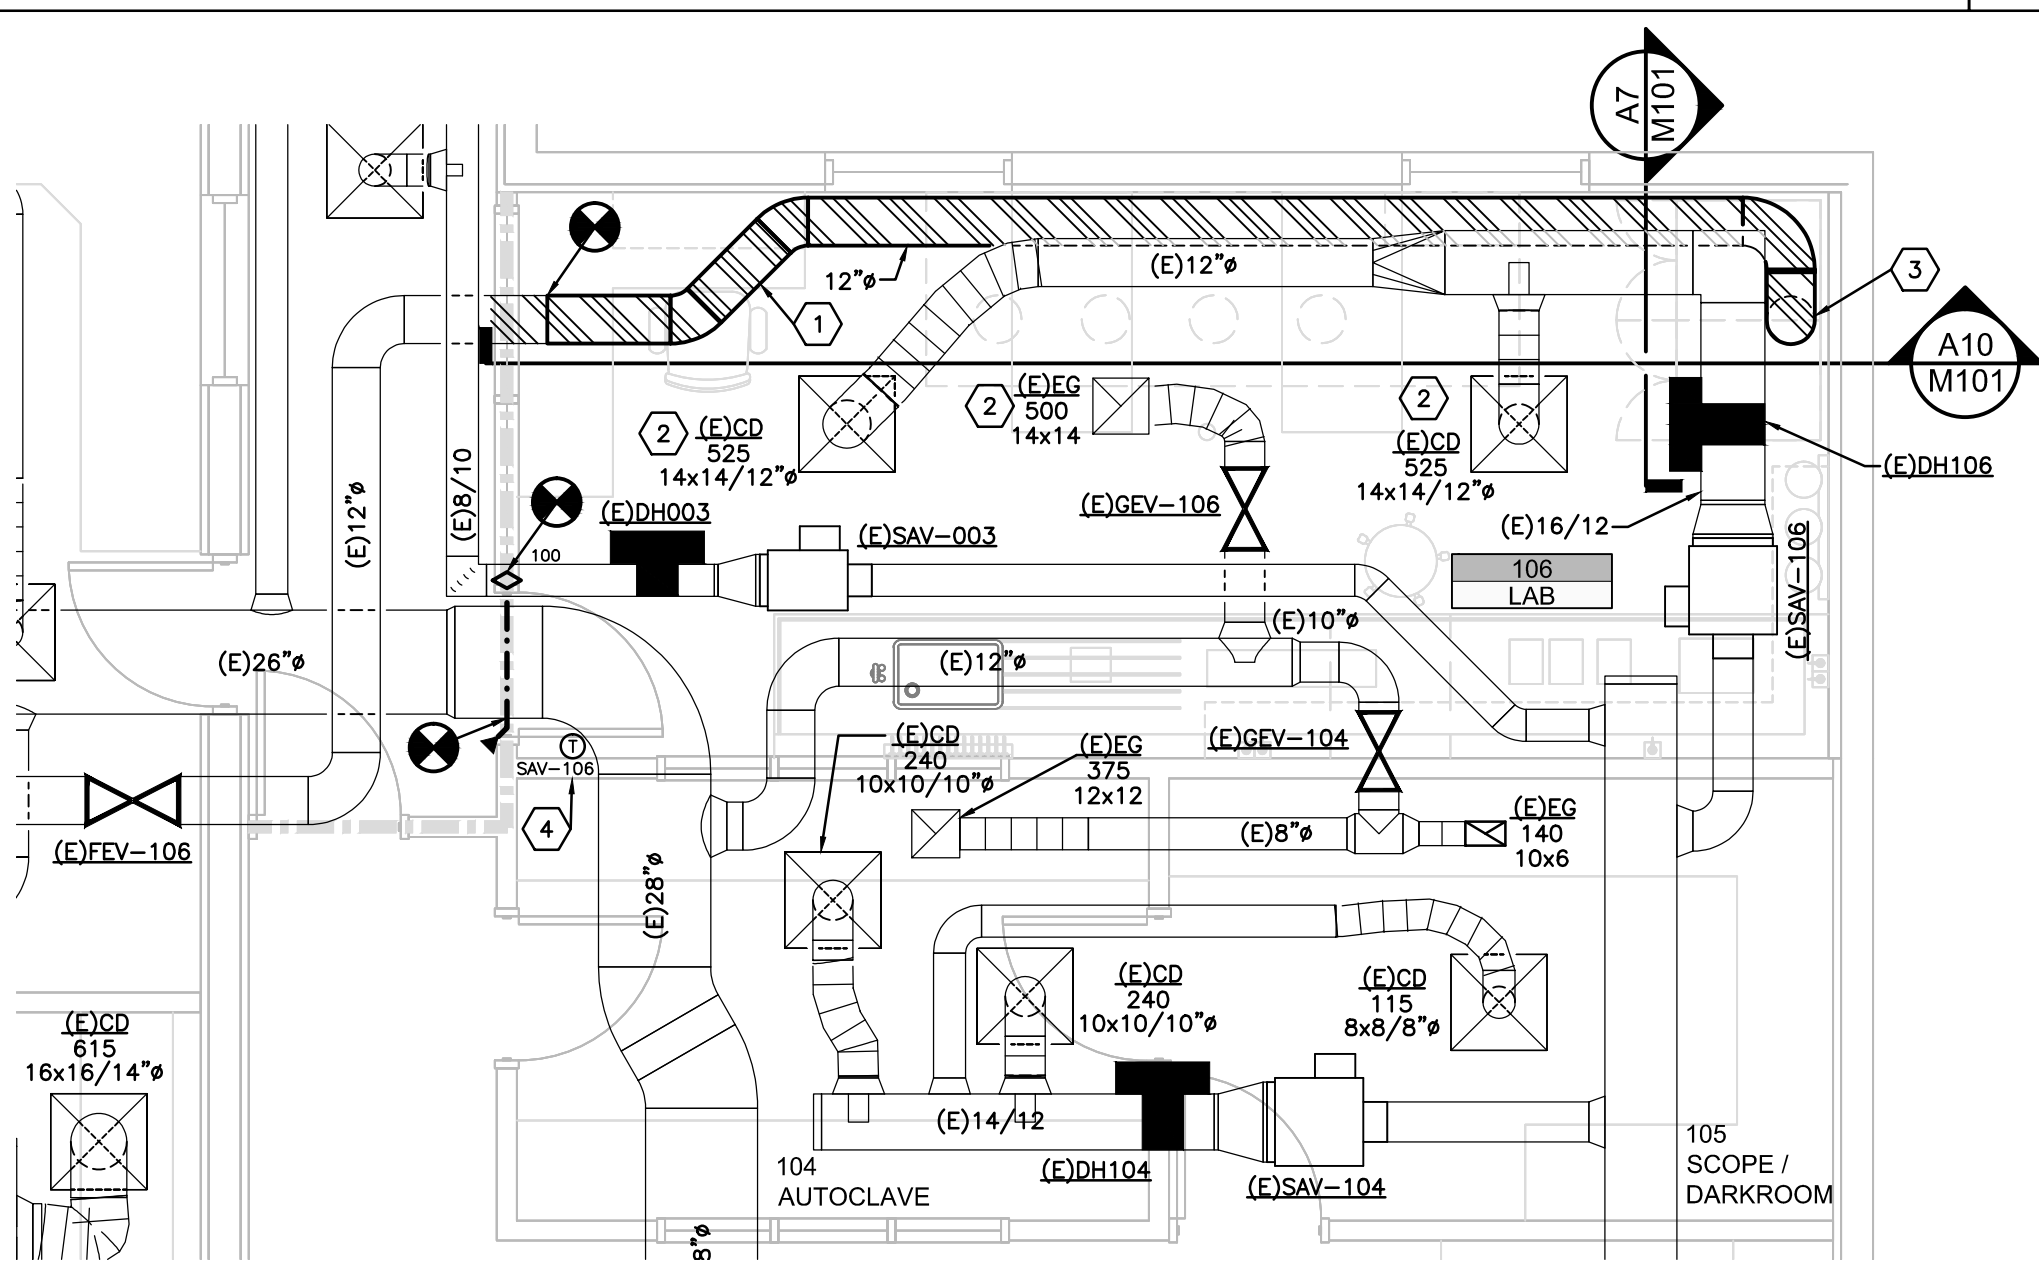 A7
M101
12"ø
(E)12"ø
3
1
A10
M101
2
(E)EG
500
14x14
2
2
(E)CD
525
14x14/12"ø
(E)CD
525
14x14/12"ø
(E)DH106
(E)8/10
(E)12"ø
(E)DH003
(E)GEV-106
(E)16/12
(E)SAV-003
100
106
LAB
(E)SAV-106
(E)10"ø
(E)26"ø
(E)12"ø
T
SAV-106
(E)CD
240
10x10/10"ø
(E)EG
375
12x12
(E)GEV-104
4
(E)FEV-106
(E)8"ø
(E)EG
140
10x6
(E)28"ø
(E)CD
240
10x10/10"ø
(E)CD
115
8x8/8"ø
(E)CD
615
16x16/14"ø
(E)14/12
104
AUTOCLAVE
(E)DH104
(E)SAV-104
105
SCOPE /
DARKROOM
8"ø